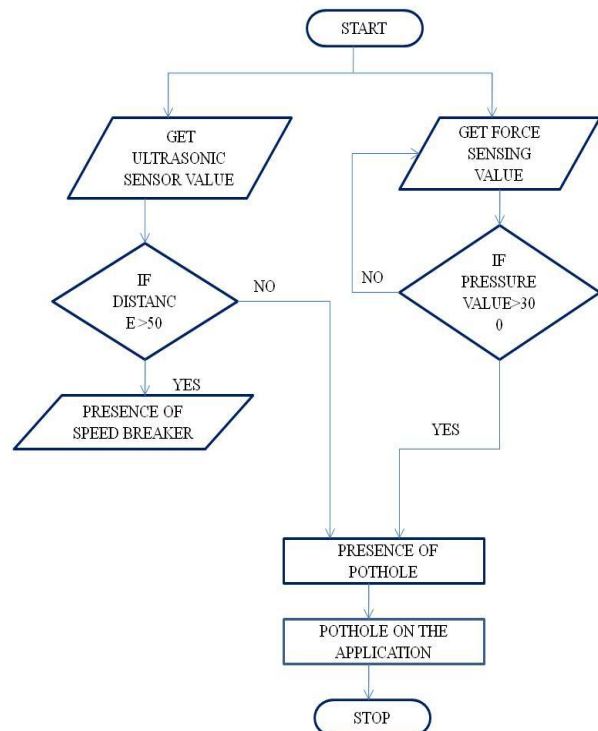 START
GET
ULTRASONIC
SENSOR VALUE
GET FORCE
SENSING
VALUE
IF
DISTANC
E>50
NO
NO
IF
PRESSURE
VALUE>30
0
YES
PRESENCE OF
SPEED BREAKER
YES
PRESENCE OF
POTHOLE
POTHOLE ON THE
APPLICATION
STOP